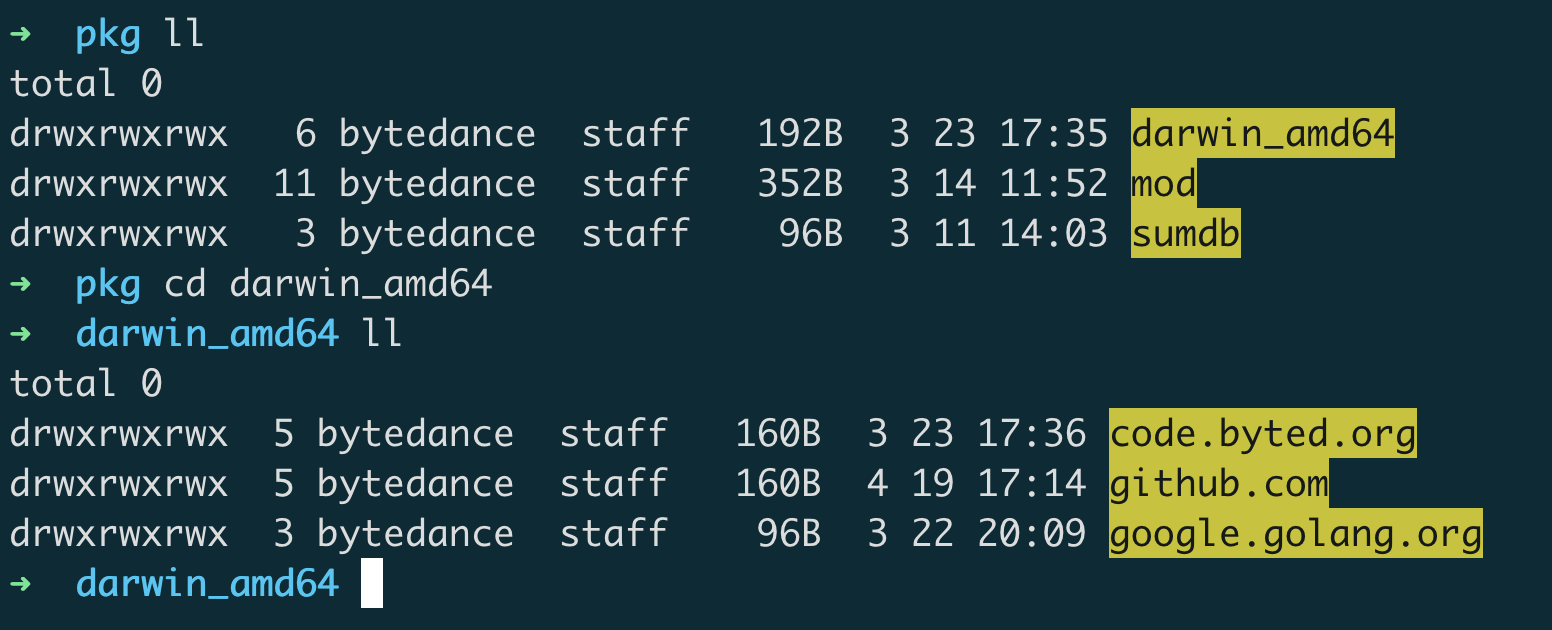 ➜  pkg ll
total 0
drwxrwxrwx   6 bytedance  staff   192B  3 23 17:35 darwin_amd64
drwxrwxrwx  11 bytedance  staff   352B  3 14 11:52 mod
drwxrwxrwx   3 bytedance  staff    96B  3 11 14:03 sumdb
➜  pkg cd darwin_amd64
➜  darwin_amd64 ll
total 0
drwxrwxrwx  5 bytedance  staff   160B  3 23 17:36 code.byted.org
drwxrwxrwx  5 bytedance  staff   160B  4 19 17:14 github.com
drwxrwxrwx  3 bytedance  staff    96B  3 22 20:09 google.golang.org
➜  darwin_amd64